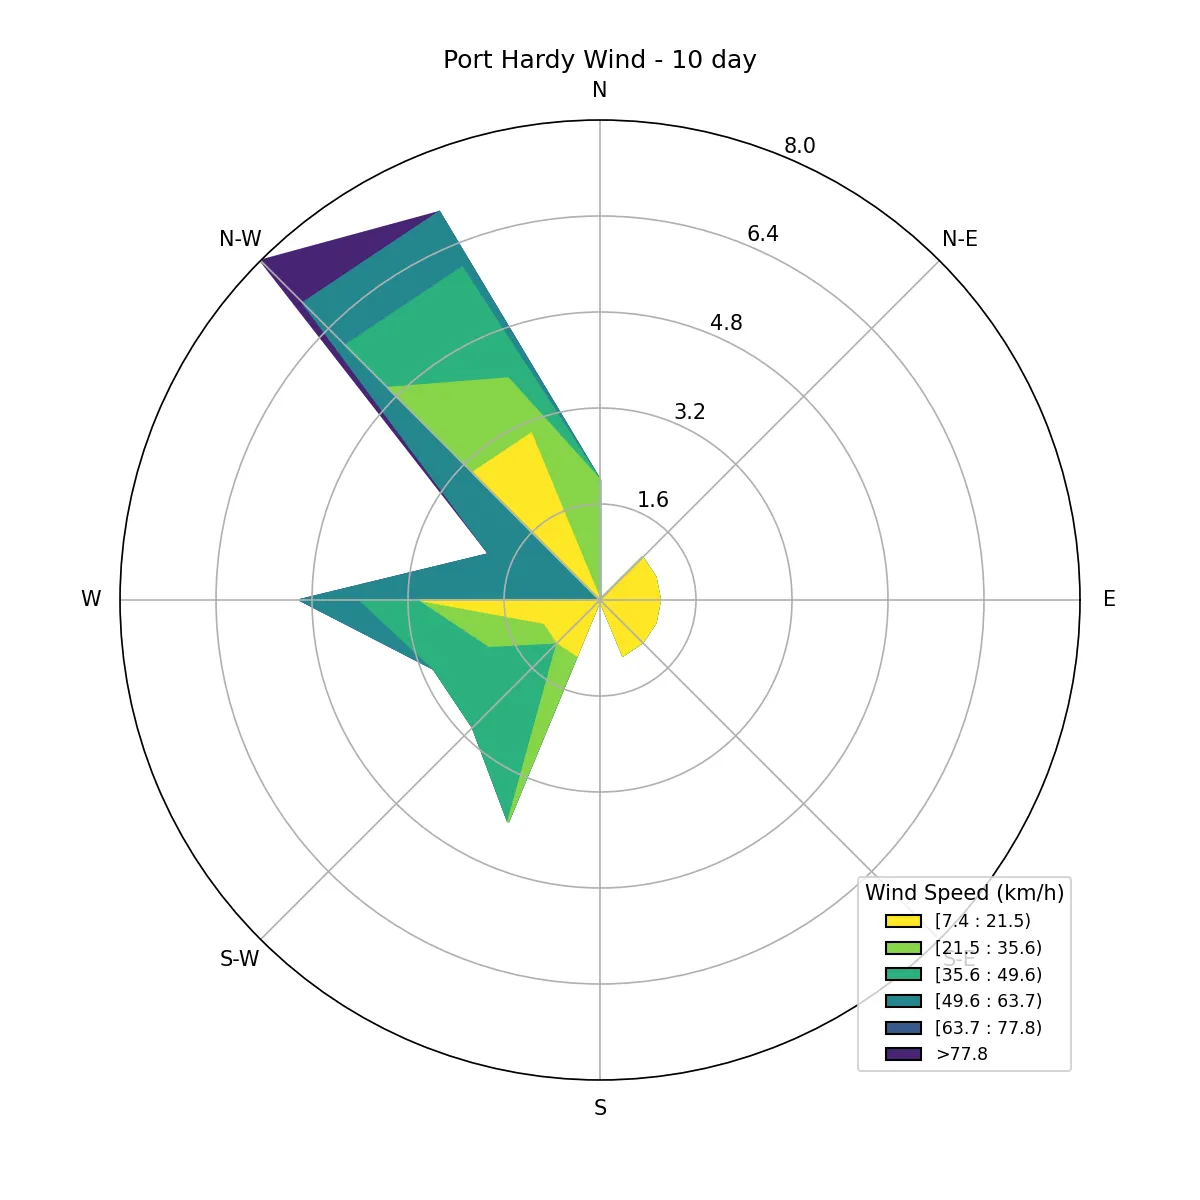 Port Hardy Wind - 10 day
N
8.0
N-W
6.4
N-E
4.8
3.2
1.6
W
E
Wind Speed (km/h)
[7.4 : 21.5)
[21.5 : 35.6)
S-W
S-E
[35.6 : 49.6)
[49.6 : 63.7)
[63.7 : 77.8)
>77.8
S